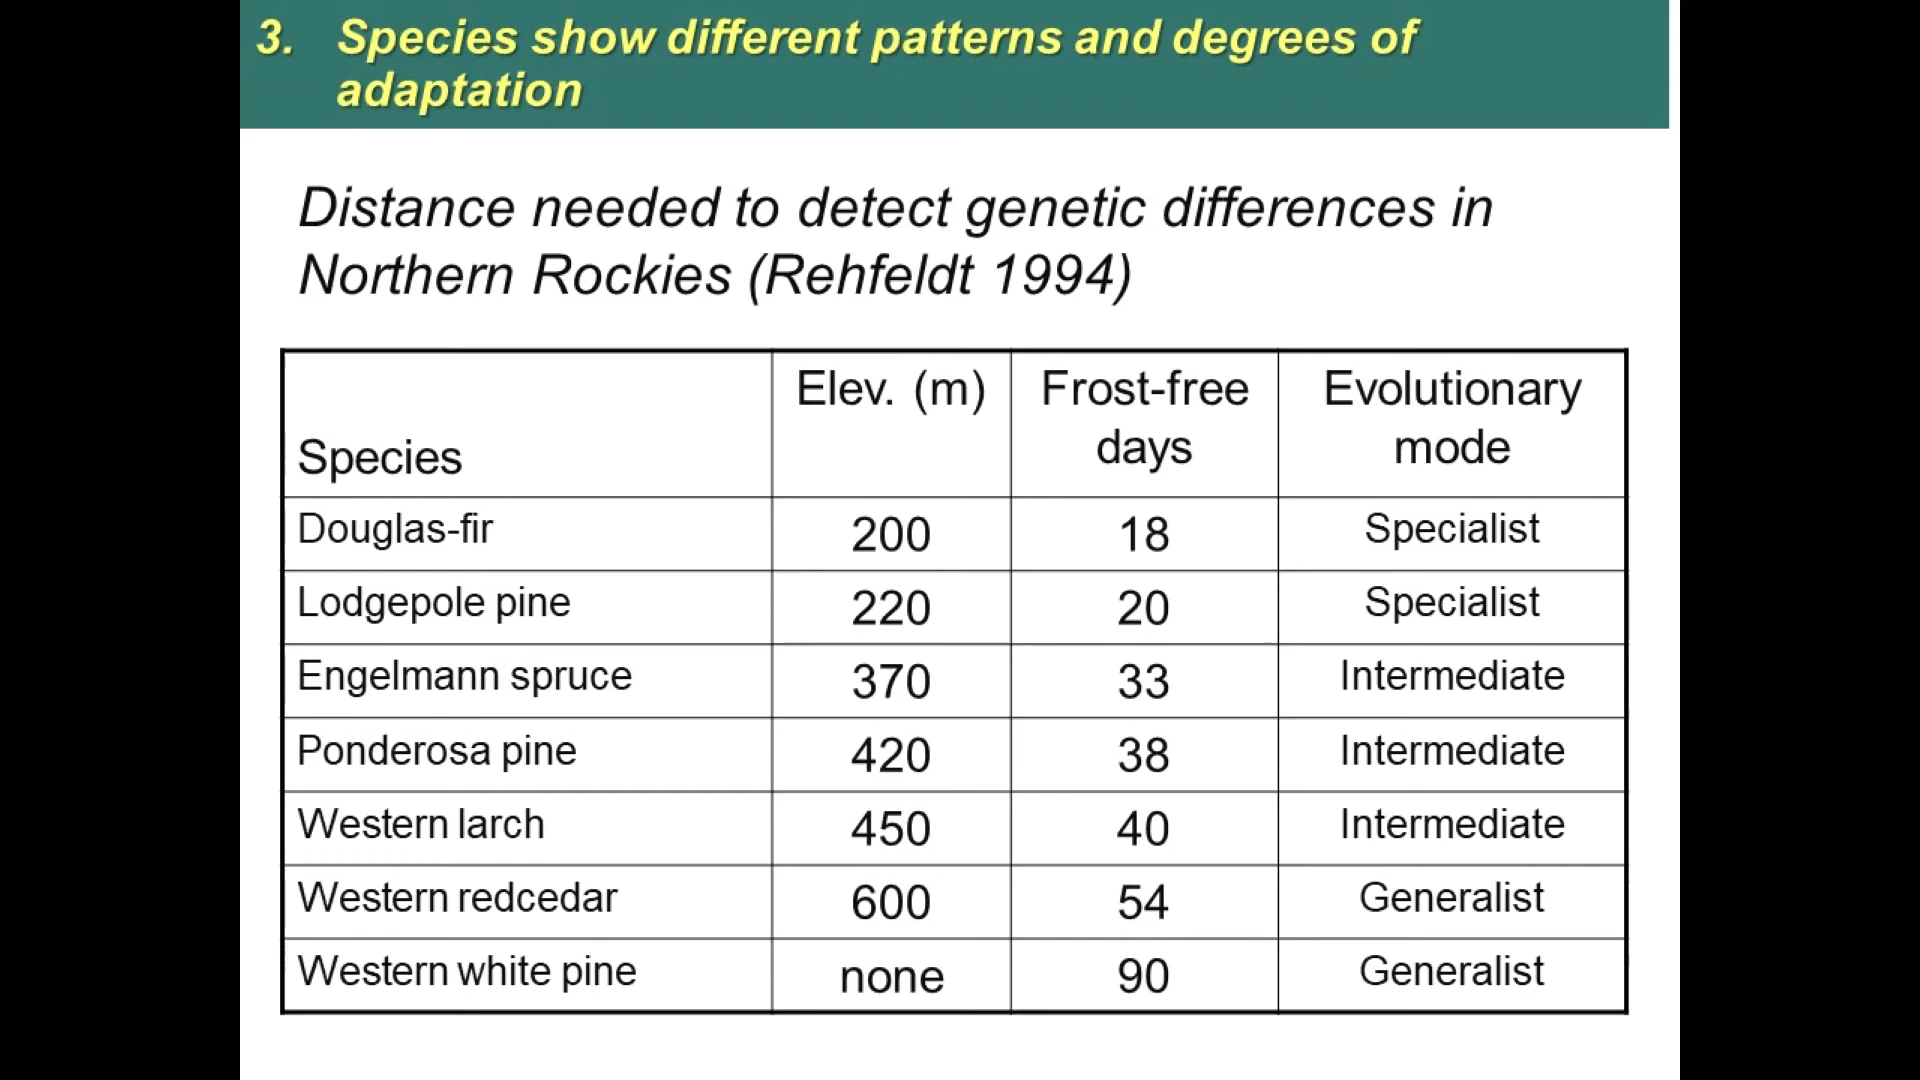 3. Species show different patterns and degrees of
adaptation
Distance needed to detect genetic differences in
Northern Rockies (Rehfeldt 1994)
Species Elev. (m) Frost-free days Evolutionary mode
Douglas-fir 200 18 Specialist
Lodgepole pine 220 20 Specialist
Engelmann spruce 370 33 Intermediate
Ponderosa pine 420 38 Intermediate
Western larch 450 40 Intermediate
Western redcedar 600 54 Generalist
Western white pine none 90 Generalist